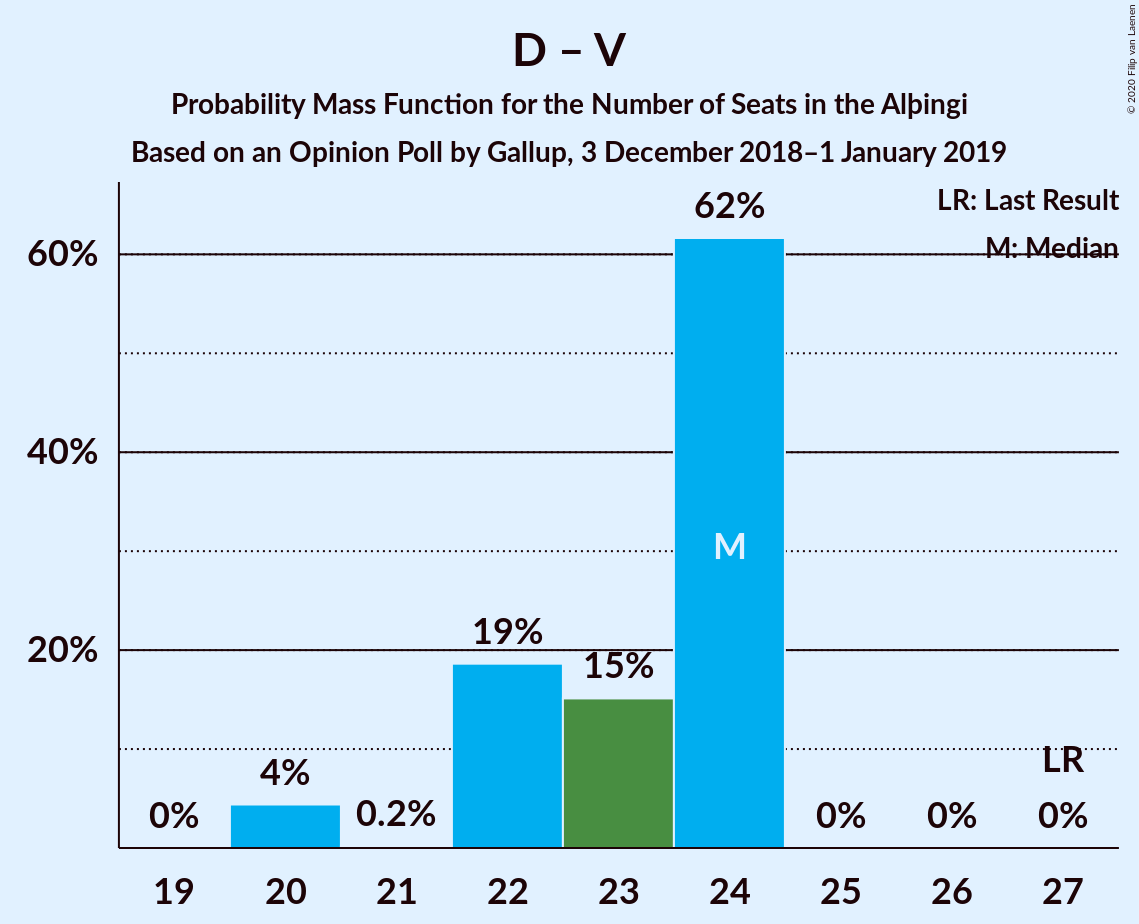 D – V
Probability Mass Function for the Number of Seats in the Alþingi
Based on an Opinion Poll by Gallup, 3 December 2018–1 January 2019
© 2020 Filip van Laenen
LR: Last Result
M: Median
60%
40%
20%
0%
4%
0.2%
19%
15%
62%
M
0%
0%
LR
0%
19 20 21 22 23 24 25 26 27